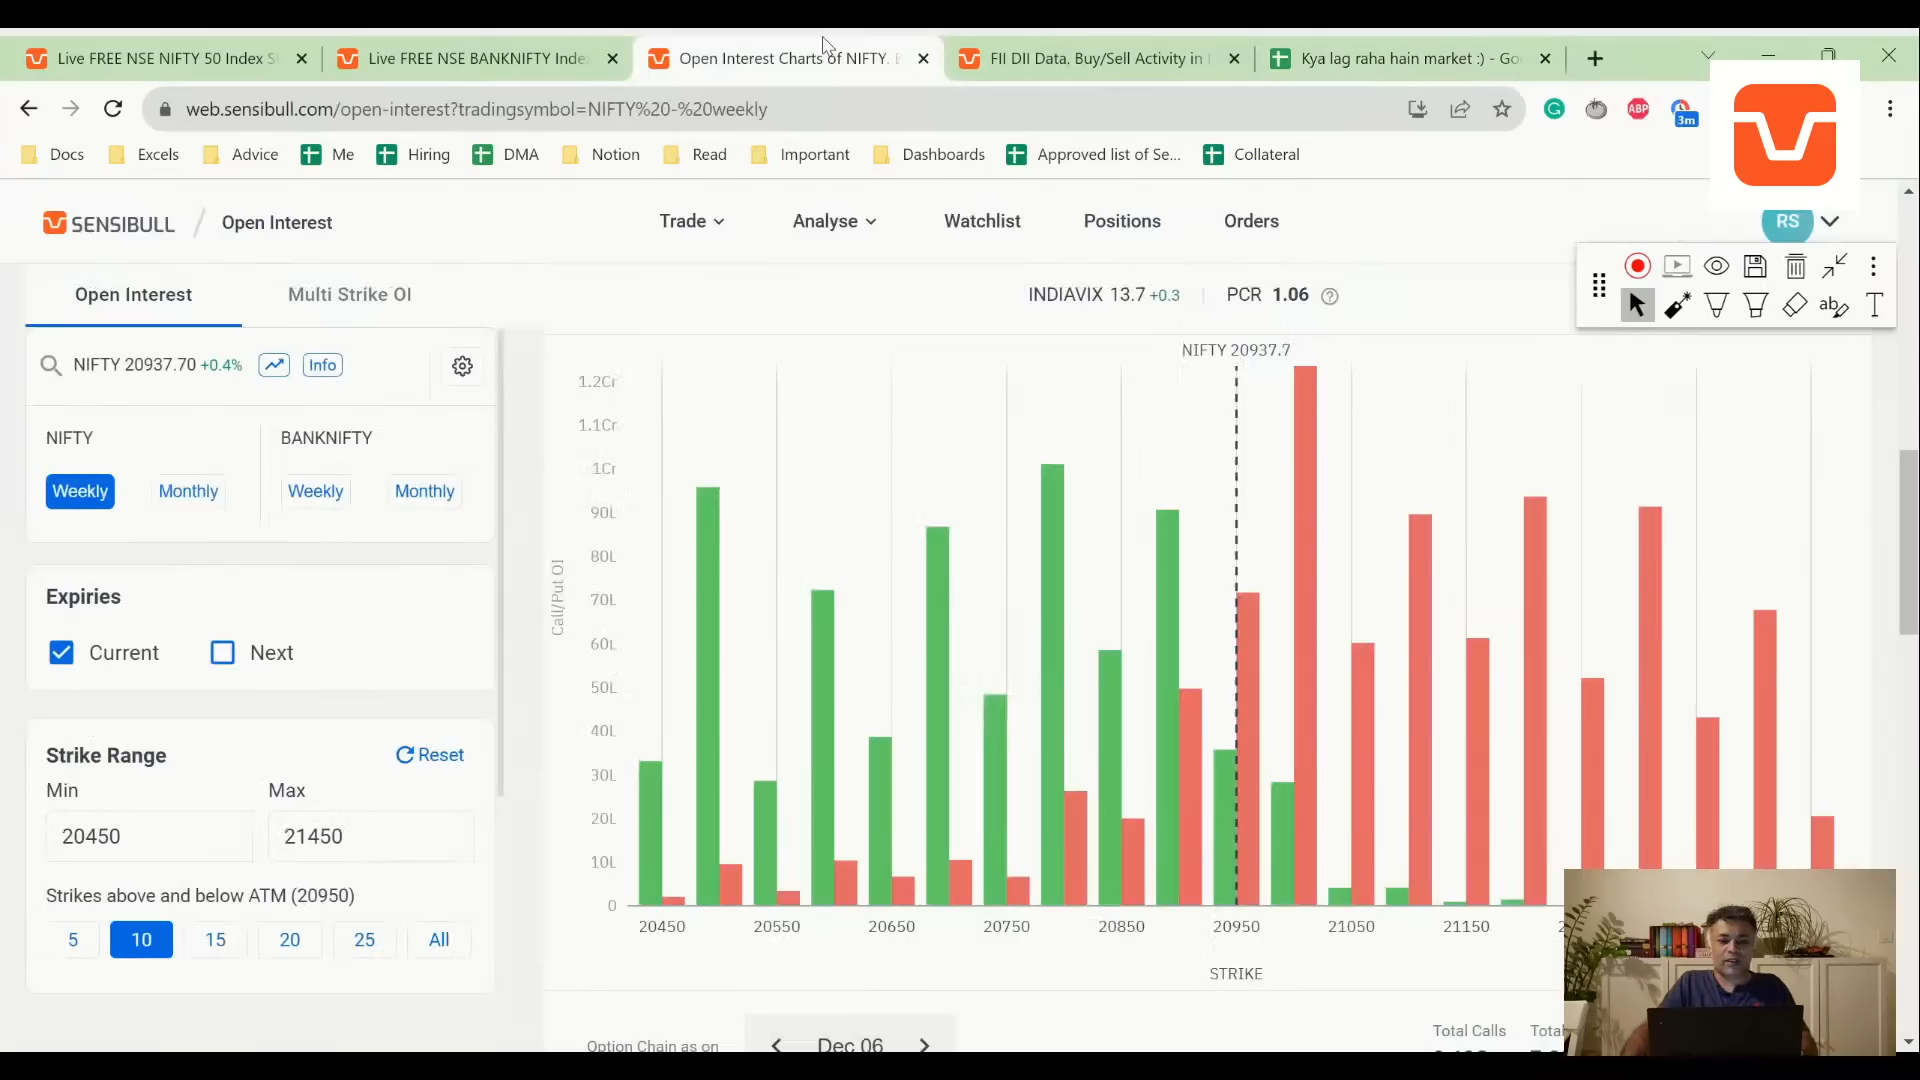 Live FREE NSE NIFTY 50 Index S
Live FREE NSE BANKNIFTY Inde
Open Interest Charts of NIFTY.
FII DII Data, Buy/Sell Activity in
Kya lag raha hain market :) - Go
web.sensibull.com/open-interest?tradingsymbol=NIFTY%20-%20weekly
G
ABP
3m
Docs
Excels
Advice
Me
Hiring
DMA
Notion
Read
Important
Dashboards
Approved list of Se...
Collateral
SENSIBULL / Open Interest
Trade
Analyse
Watchlist
Positions
Orders
RS
Open Interest
Multi Strike OI
INDIAVIX 13.7 +0.3
PCR 1.06
NIFTY 20937.70 +0.4%
Info
NIFTY
BANKNIFTY
Weekly
Monthly
Weekly
Monthly
Expiries
Current
Next
Strike Range
Reset
Min
Max
20450
21450
Strikes above and below ATM (20950)
5
10
15
20
25
All
NIFTY 20937.7
1.2Cr
1.1Cr
1Cr
90L
80L
70L
60L
50L
40L
30L
20L
10L
0
Call/Put OI
20450
20550
20650
20750
20850
20950
21050
21150
STRIKE
Option Chain as on
Dec 06
Total Calls